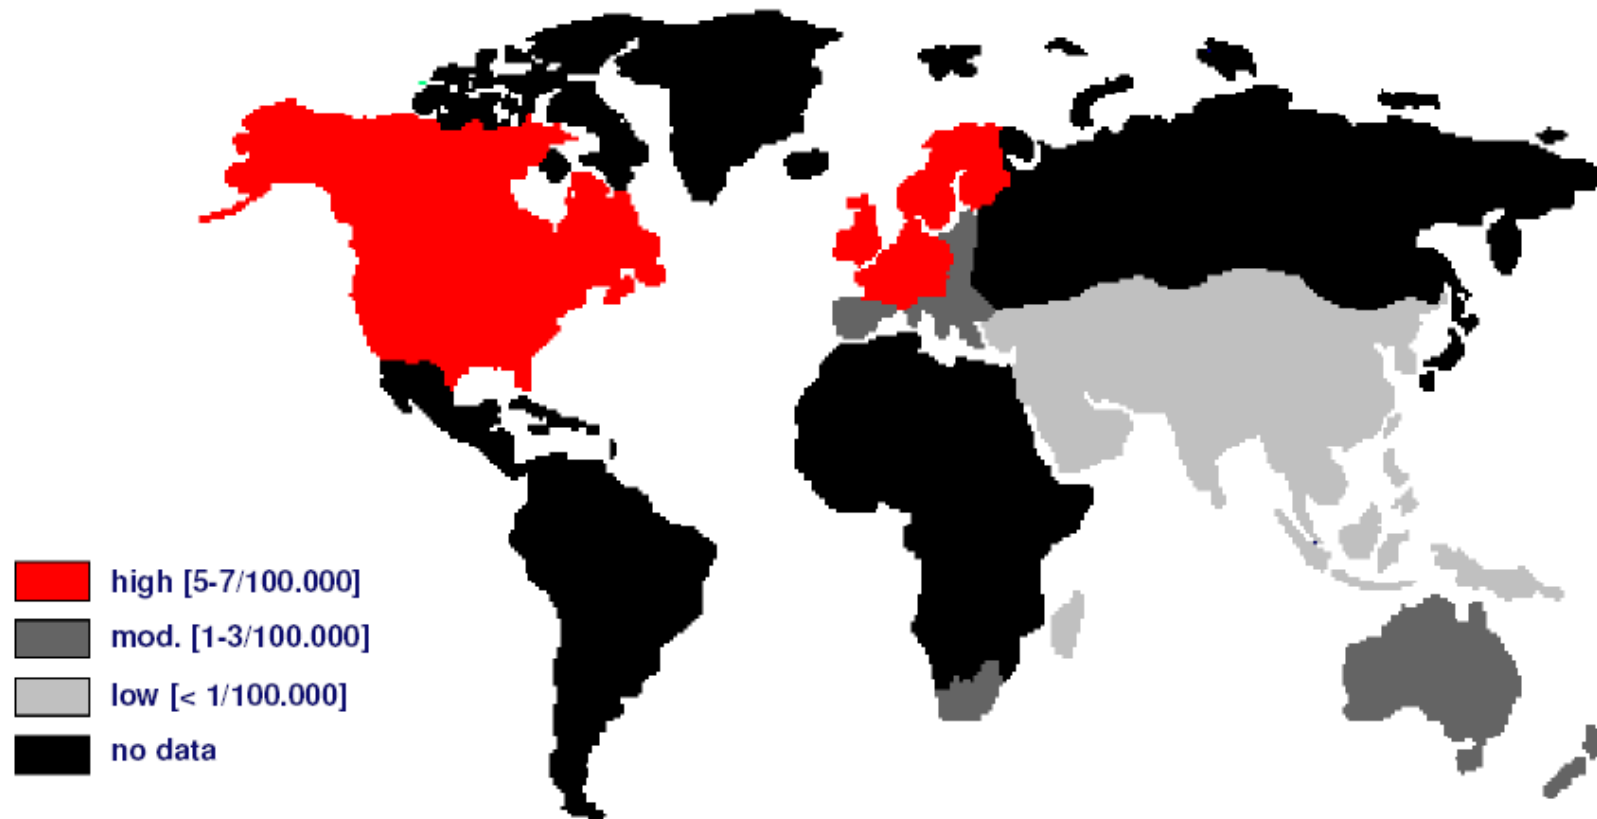 high [5-7/100.000]
mod. [1-3/100.000]
low [< 1/100.000]
no data